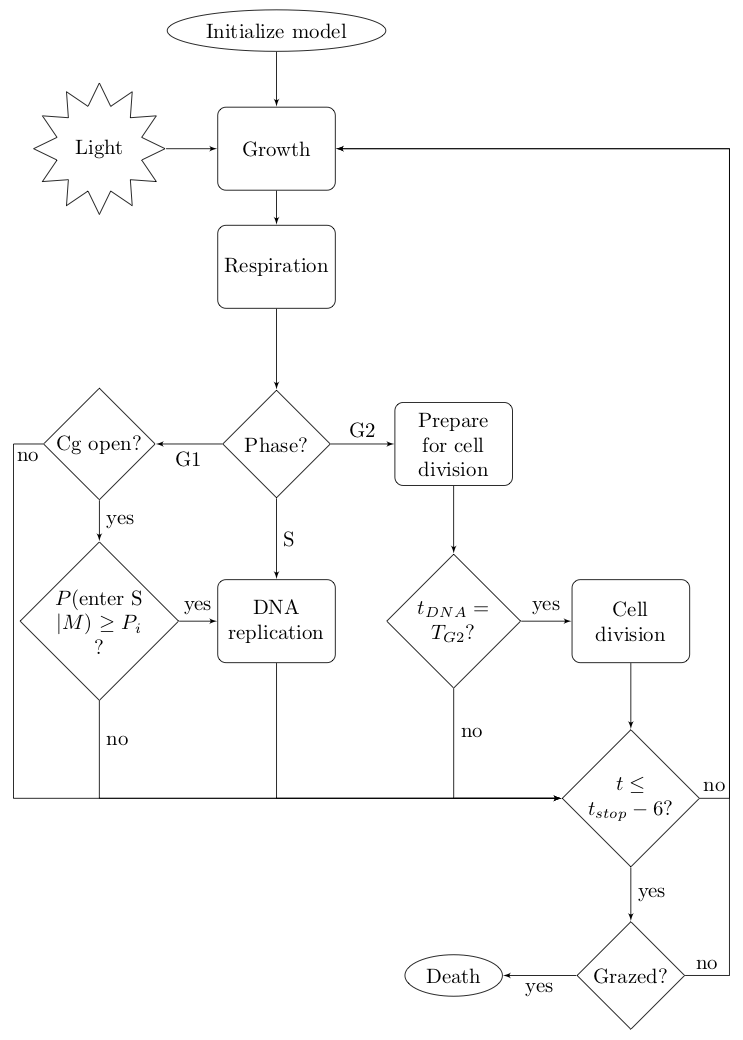 Initialize model
Light
Growth
Respiration
Cg open?
Phase?
Prepare
for cell
division
G1
G2
no
yes
S
P(enter S
|M) ≥ P_i
?
yes
DNA
replication
t_{DNA} =
T_{G2}?
yes
Cell
division
no
no
t ≤
t_{stop} − 6?
no
yes
Grazed?
no
yes
Death